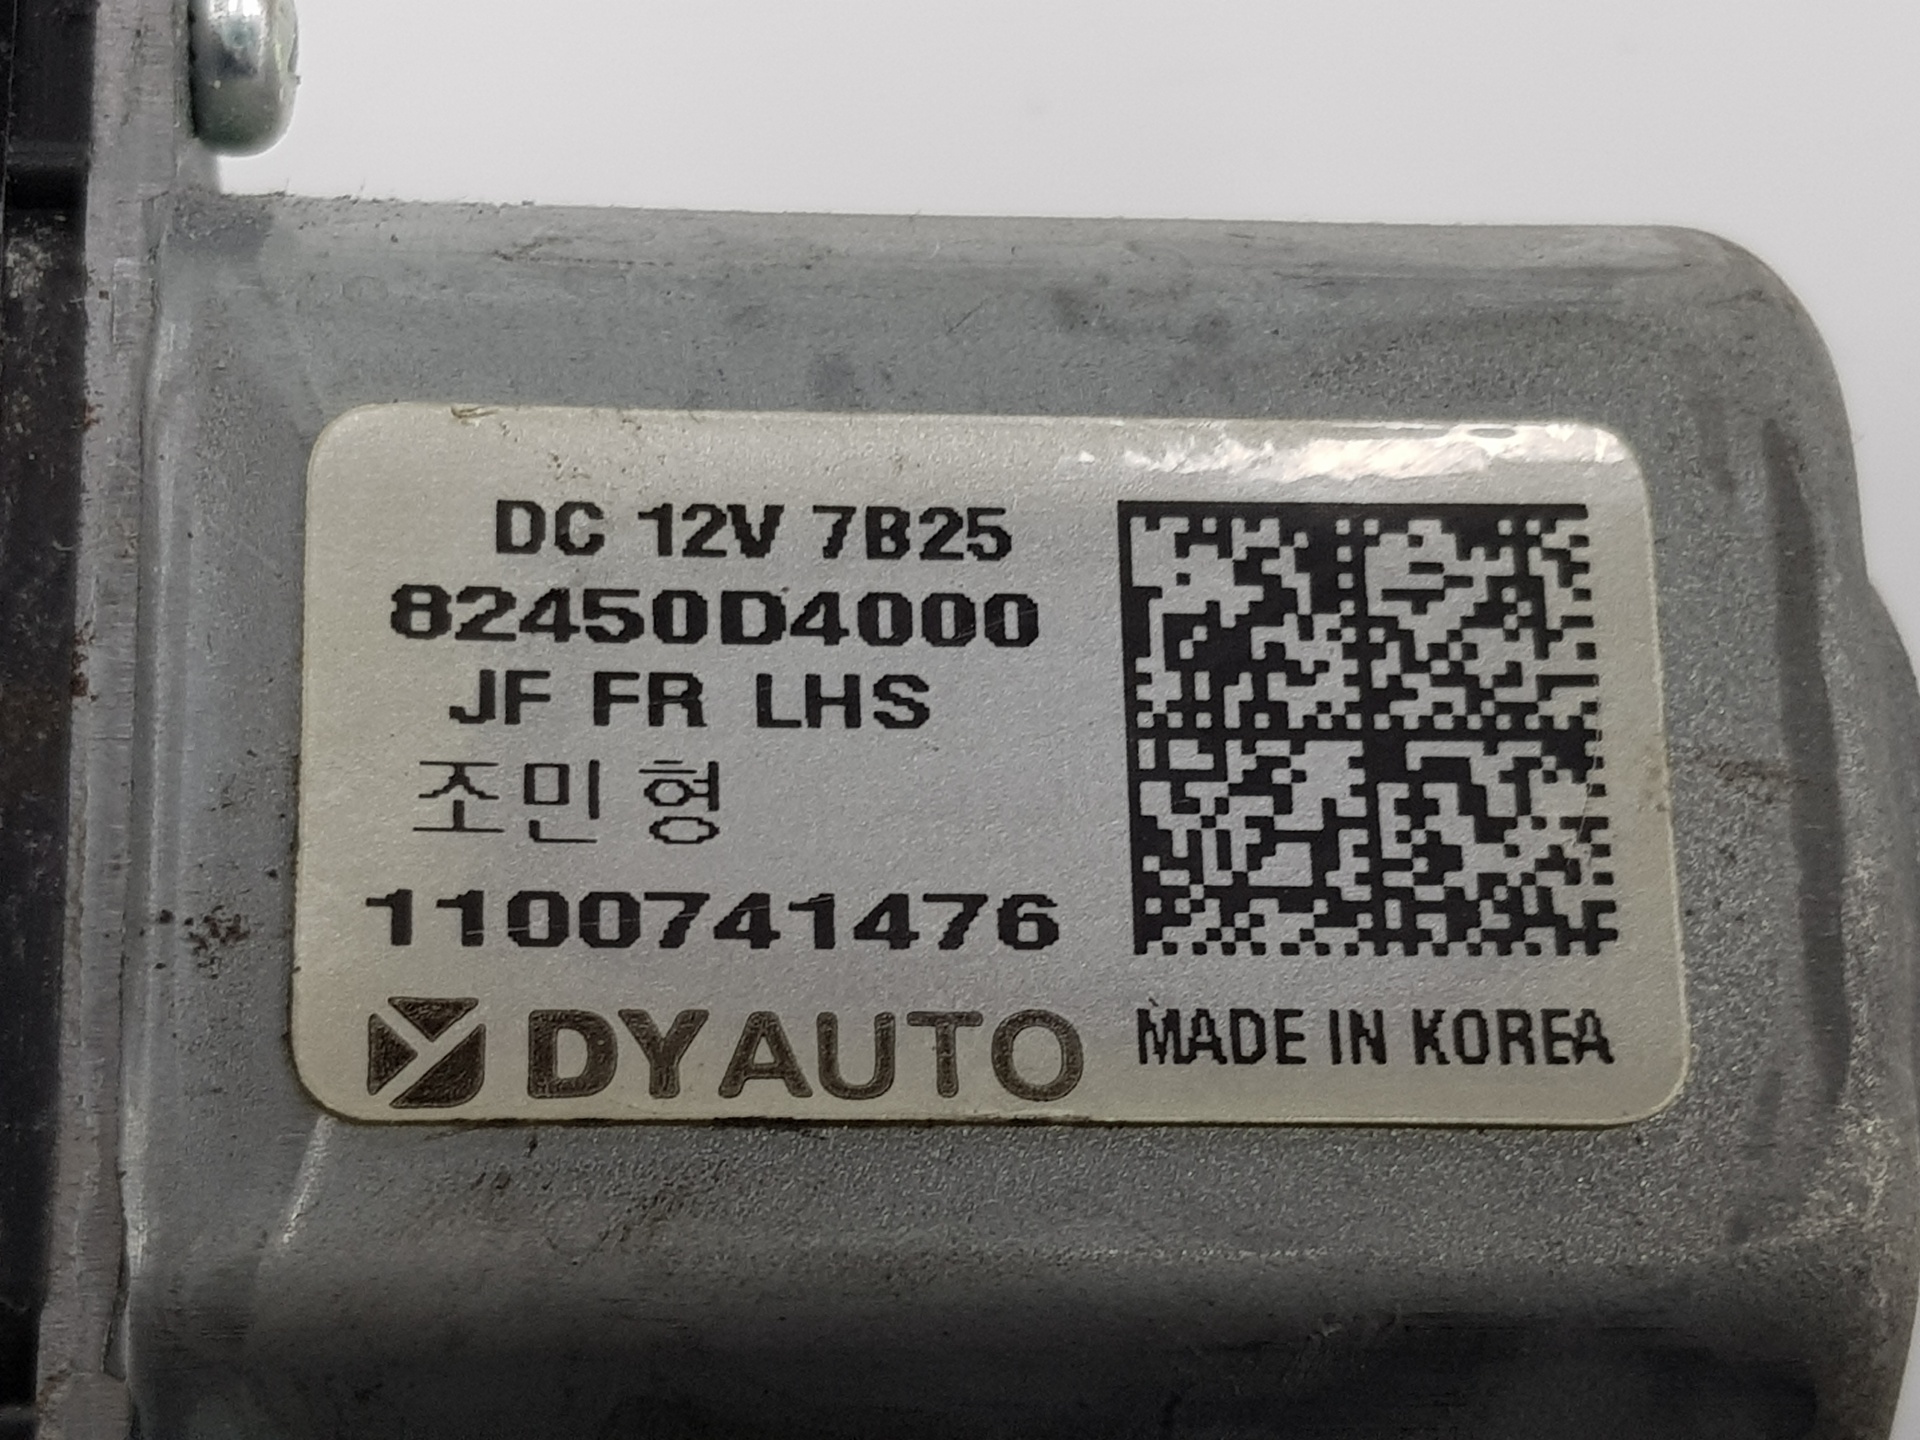 DC 12V 7B25
82450D4000
JF FR LHS
조민형
1100741476
DYAUTO
MADE IN KOREA